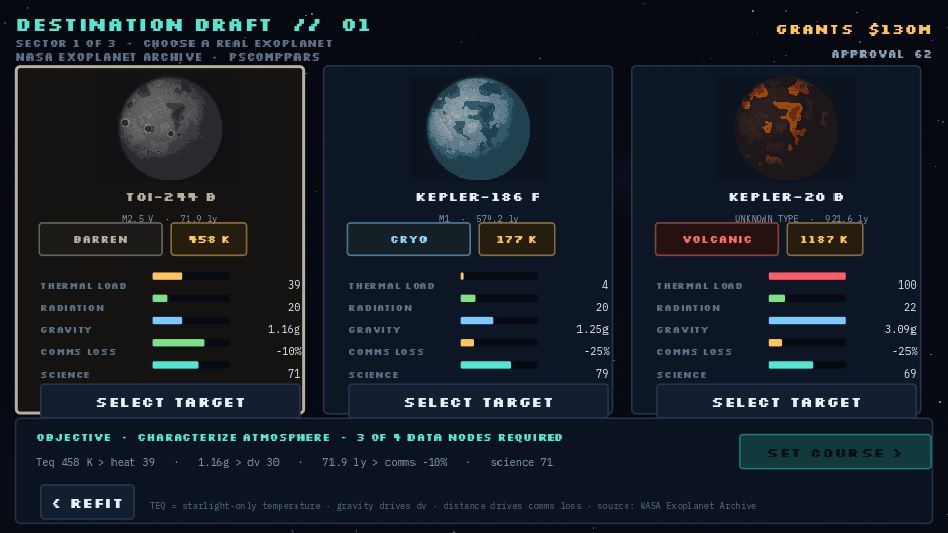 DESTINATION DRAFT // 01
SECTOR 1 OF 3 · CHOOSE A REAL EXOPLANET
NASA EXOPLANET ARCHIVE · PSCOMPPARS
GRANTS $130M
APPROVAL 62
TOI-244 B
M2.5 V · 71.9 ly
BARREN
458 K
THERMAL LOAD 39
RADIATION 20
GRAVITY 1.16g
COMMS LOSS -10%
SCIENCE 71
SELECT TARGET
KEPLER-186 F
M1 · 579.2 ly
CRYO
177 K
THERMAL LOAD 4
RADIATION 20
GRAVITY 1.25g
COMMS LOSS -25%
SCIENCE 79
SELECT TARGET
KEPLER-20 B
UNKNOWN TYPE · 921.6 ly
VOLCANIC
1187 K
THERMAL LOAD 100
RADIATION 22
GRAVITY 3.09g
COMMS LOSS -25%
SCIENCE 69
SELECT TARGET
OBJECTIVE · CHARACTERIZE ATMOSPHERE · 3 OF 4 DATA NODES REQUIRED
Teq 458 K > heat 39 · 1.16g > dv 30 · 71.9 ly > comms -10% · science 71
SET COURSE >
< REFIT
TEQ = starlight-only temperature · gravity drives dv · distance drives comms loss · source: NASA Exoplanet Archive